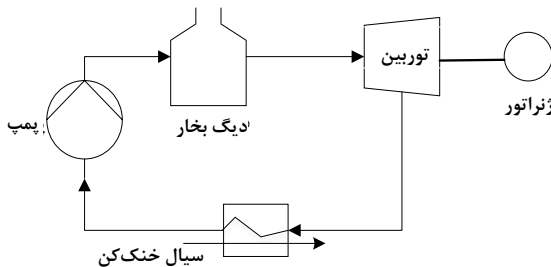 توربین
ژنراتور
پمپ
دیگ بخار
سیال خنک‌کن